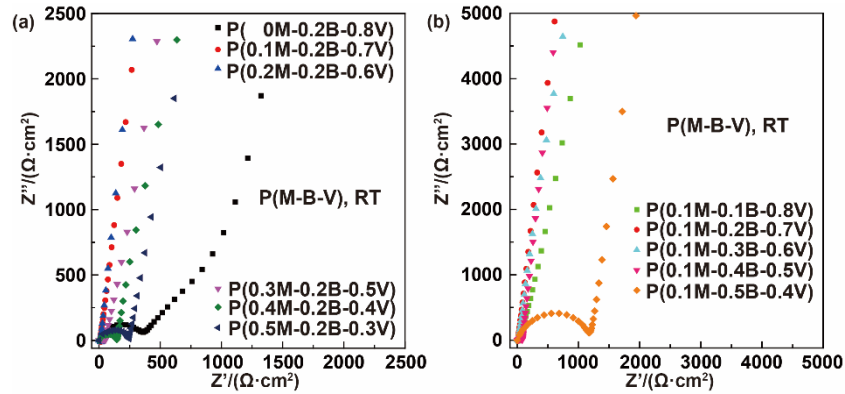 (a)
P( 0M-0.2B-0.8V)
P(0.1M-0.2B-0.7V)
P(0.2M-0.2B-0.6V)
P(M-B-V), RT
P(0.3M-0.2B-0.5V)
P(0.4M-0.2B-0.4V)
P(0.5M-0.2B-0.3V)
Z''/(Ω·cm²)
2500
2000
1500
1000
500
0
0 500 1000 1500 2000 2500
Z'/(Ω·cm²)
(b)
P(M-B-V), RT
P(0.1M-0.1B-0.8V)
P(0.1M-0.2B-0.7V)
P(0.1M-0.3B-0.6V)
P(0.1M-0.4B-0.5V)
P(0.1M-0.5B-0.4V)
Z''/(Ω·cm²)
5000
4000
3000
2000
1000
0
0 1000 2000 3000 4000 5000
Z'/(Ω·cm²)